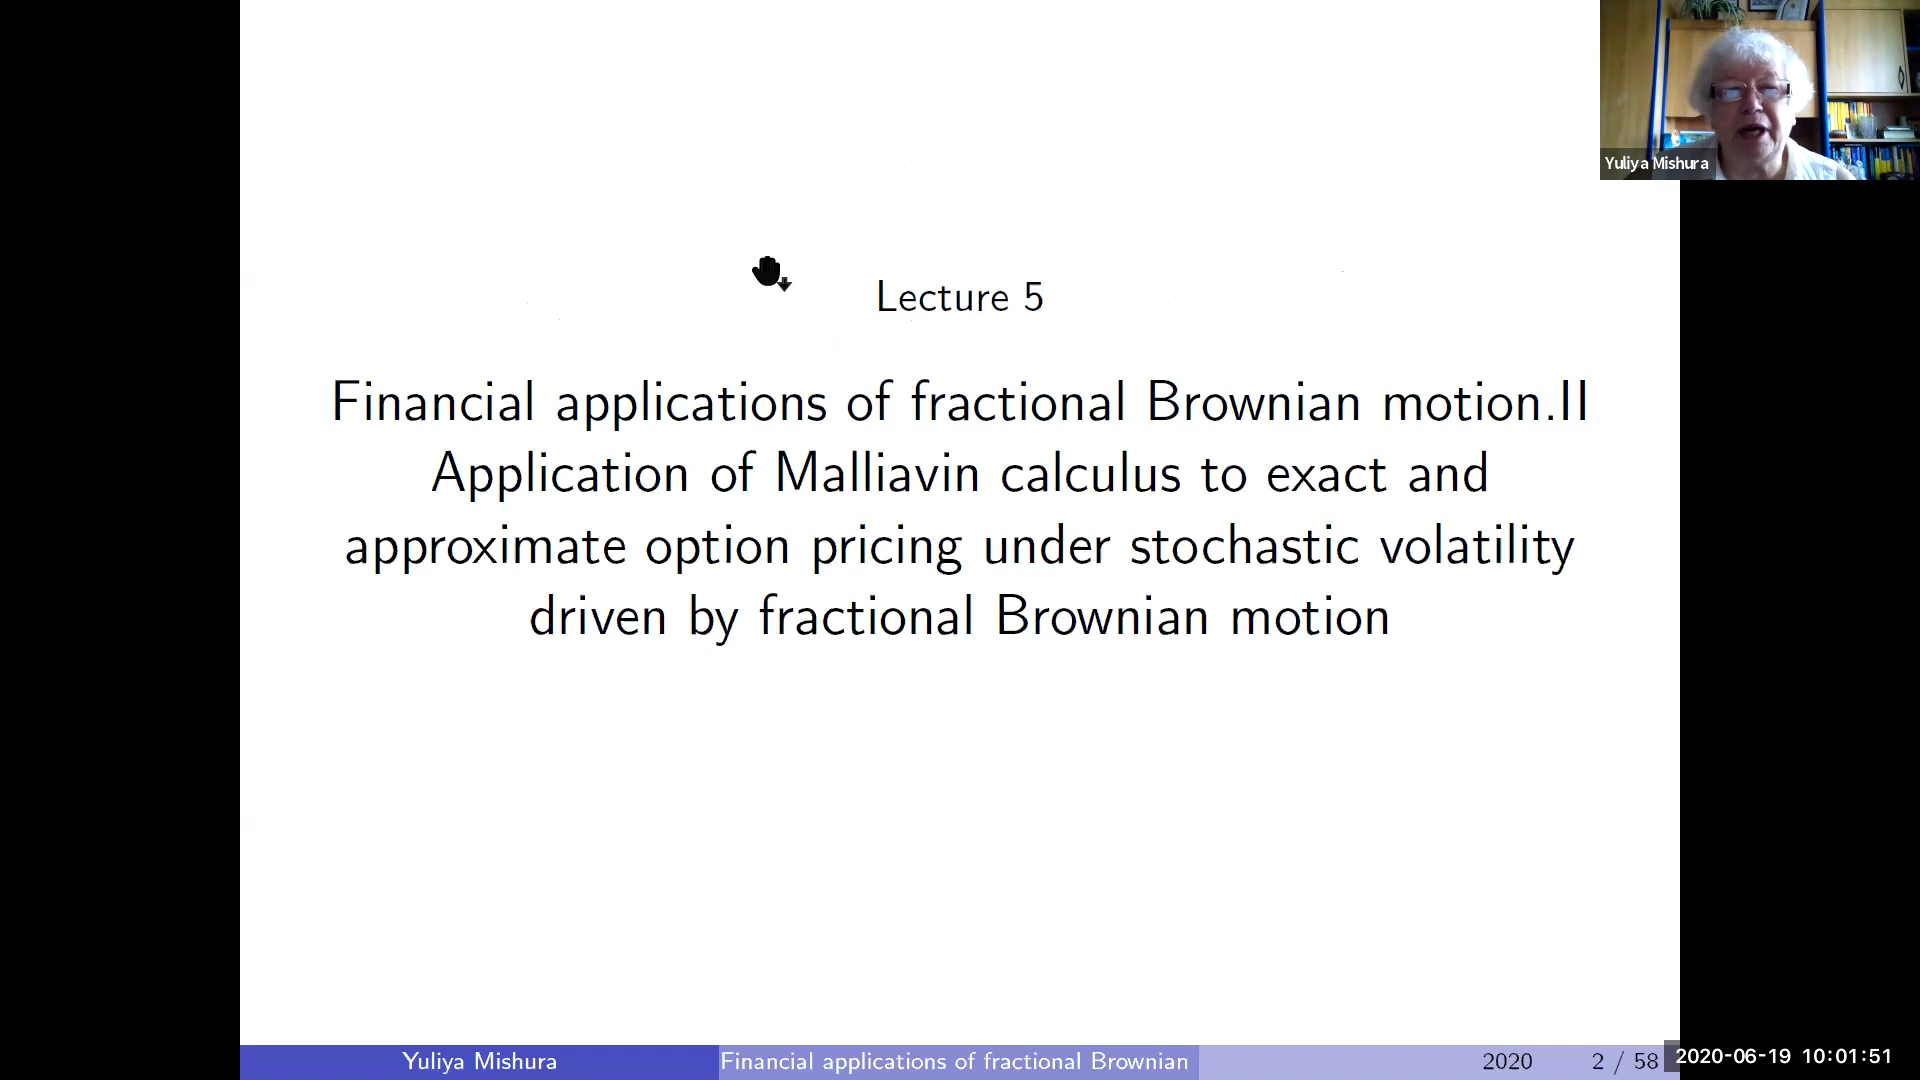 Yuliya Mishura
Lecture 5
Financial applications of fractional Brownian motion.II
Application of Malliavin calculus to exact and
approximate option pricing under stochastic volatility
driven by fractional Brownian motion
Yuliya Mishura
Financial applications of fractional Brownian
2020
2 / 58
2020-06-19 10:01:51